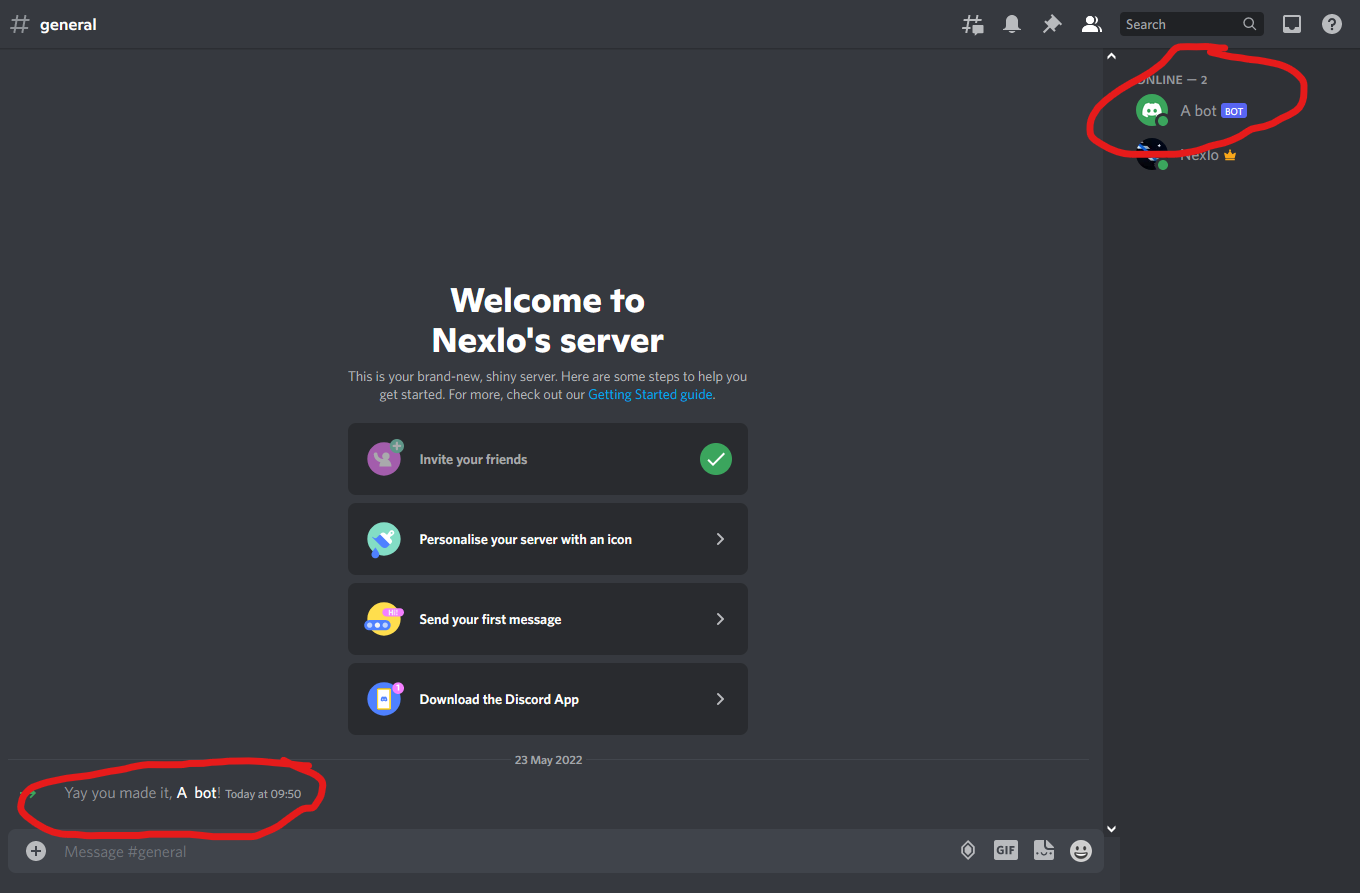 general
Search
ONLINE — 2
A bot BOT
Nexlo
Welcome to
Nexlo's server
This is your brand-new, shiny server. Here are some steps to help you
get started. For more, check out our Getting Started guide.
Invite your friends
Personalise your server with an icon
Hi!
Send your first message
1
Download the Discord App
23 May 2022
Yay you made it, A bot! Today at 09:50
Message #general
GIF